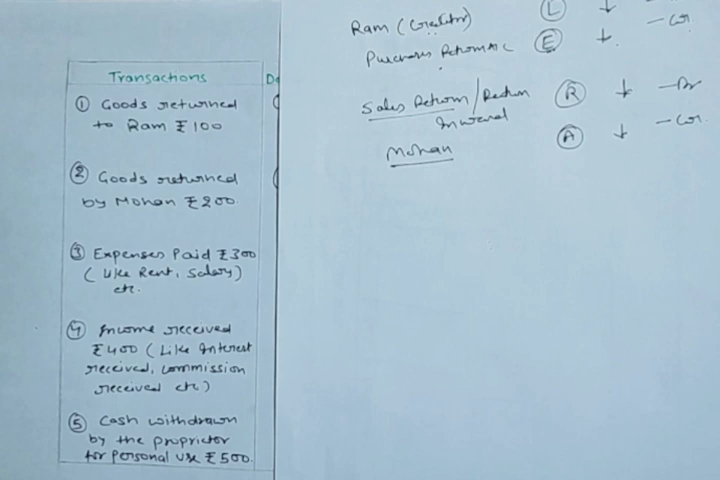 Transactions
De
① Goods returned
to Ram ₹100
② Goods returned
by Mohan ₹200
③ Expenses Paid ₹300
(Like Rent, Salary)
etc.
④ Income received
₹400 (Like Interest
received, commission
received etc)
⑤ Cash withdrawn
by the proprietor
for Personal use ₹500.
Ram (Creditor) Ⓛ ↓
Purchases Return A/c Ⓔ ↓ – Cr
Sales Return / Return Ⓡ ↓ – Dr
Inward
Mohan Ⓐ ↓ – Cr.